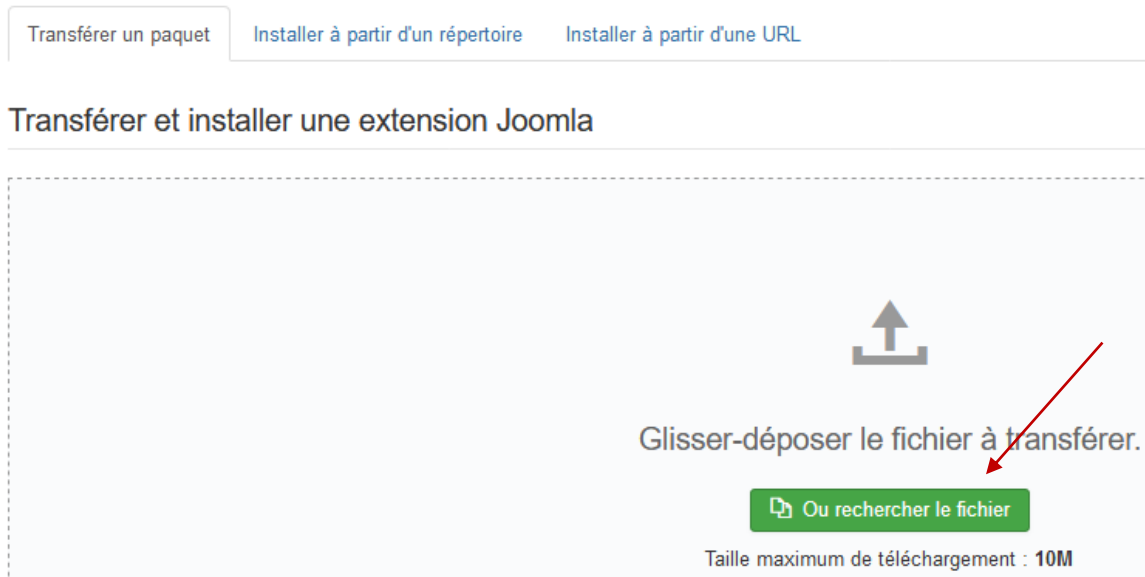 Transférer un paquet Installer à partir d'un répertoire Installer à partir d'une URL
Transférer et installer une extension Joomla
Glisser-déposer le fichier à transférer.
Ou rechercher le fichier
Taille maximum de téléchargement : 10M